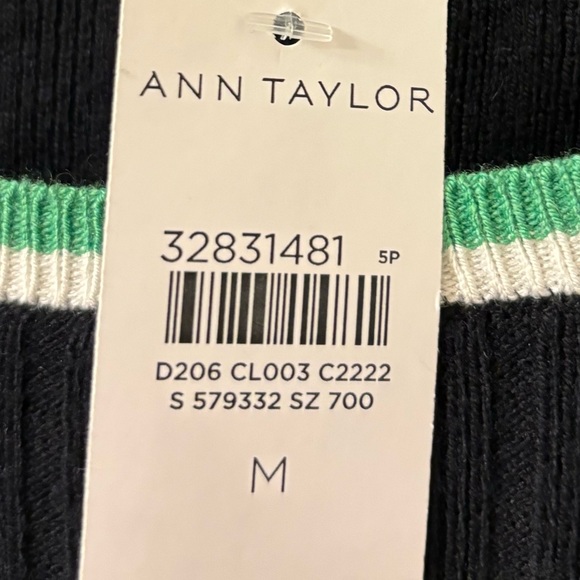 ANN TAYLOR
32831481 5P
D206 CL003 C2222
S 579332 SZ 700
M